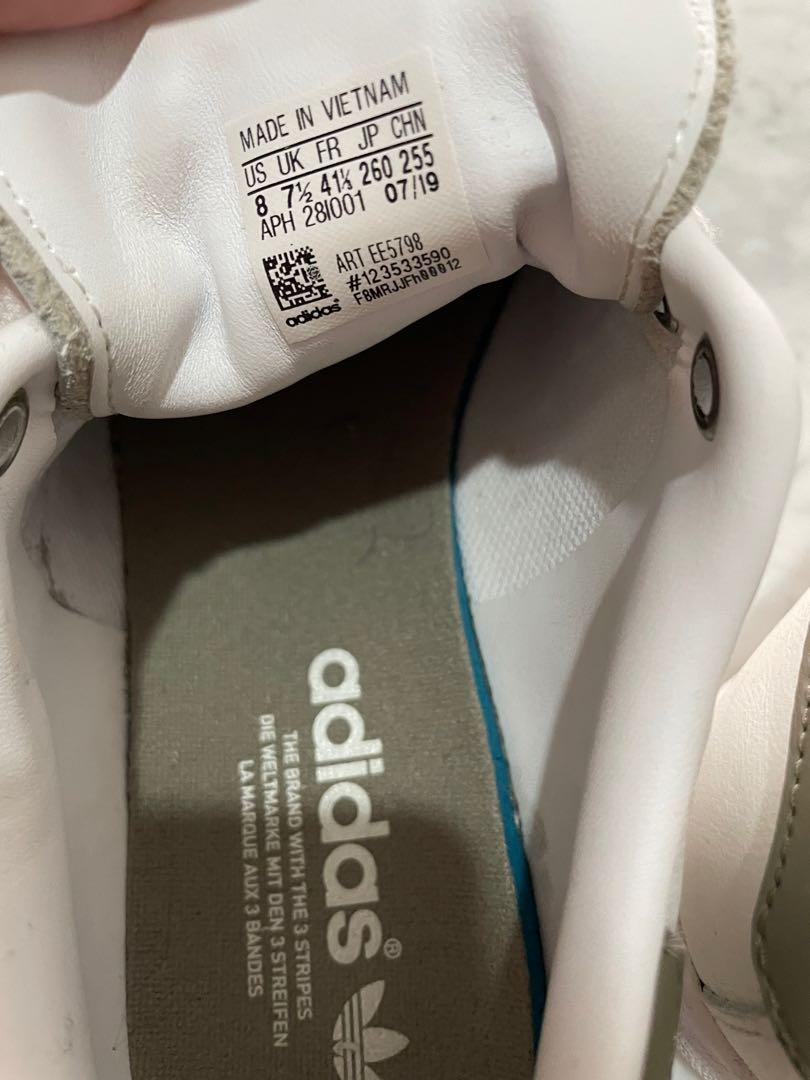 MADE IN VIETNAM
US UK FR JP CHN
8 7½ 41⅓ 260 255
APH 28I001 07/19
ART EE5798
#123533590
F8MRJJFh00012
adidas
adidas®
THE BRAND WITH THE 3 STRIPES
DIE WELTMARKE MIT DEN 3 STREIFEN
LA MARQUE AUX 3 BANDES